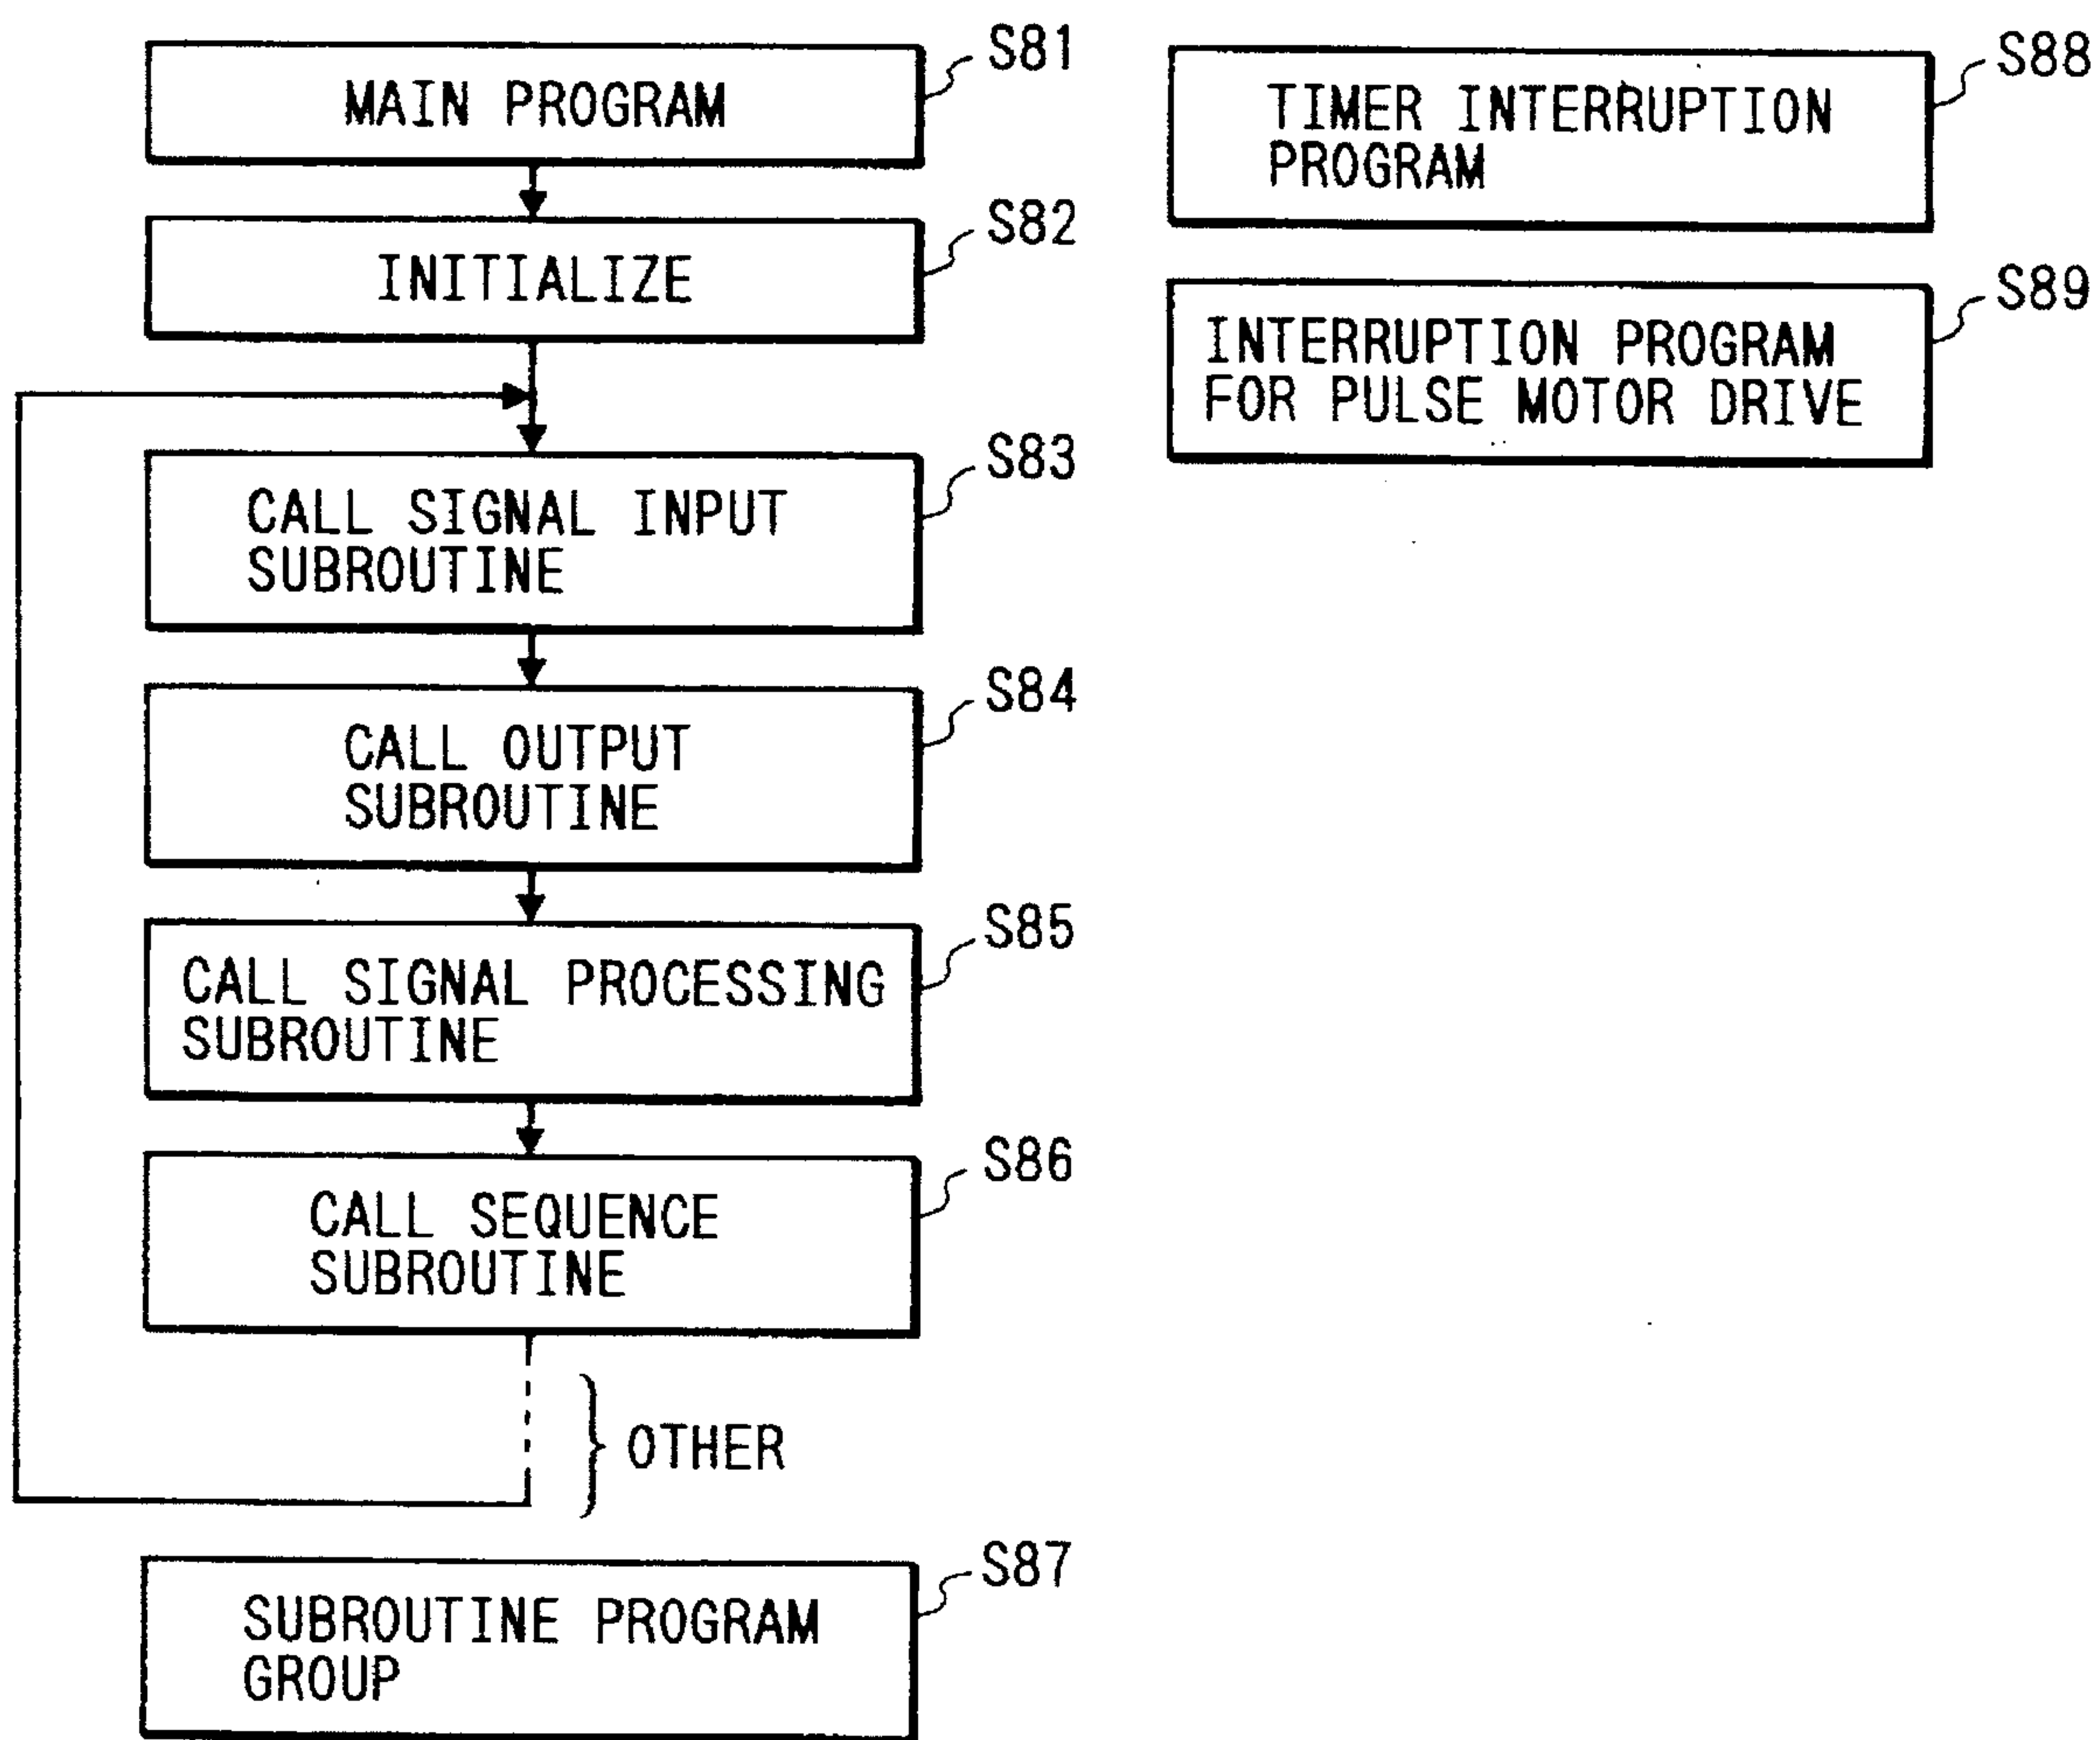 MAIN PROGRAM
S81
INITIALIZE
S82
CALL SIGNAL INPUT
SUBROUTINE
S83
CALL OUTPUT
SUBROUTINE
S84
CALL SIGNAL PROCESSING
SUBROUTINE
S85
CALL SEQUENCE
SUBROUTINE
S86
OTHER
SUBROUTINE PROGRAM
GROUP
S87
TIMER INTERRUPTION
PROGRAM
S88
INTERRUPTION PROGRAM
FOR PULSE MOTOR DRIVE
S89